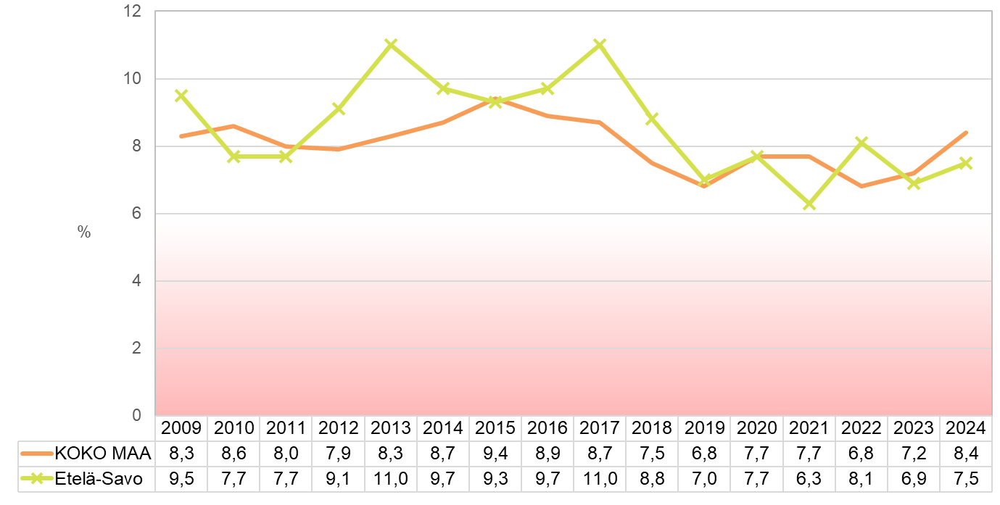 12
10
8
6
%
4
2
0
2009 2010 2011 2012 2013 2014 2015 2016 2017 2018 2019 2020 2021 2022 2023 2024
KOKO MAA 8,3 8,6 8,0 7,9 8,3 8,7 9,4 8,9 8,7 7,5 6,8 7,7 7,7 6,8 7,2 8,4
Etelä-Savo 9,5 7,7 7,7 9,1 11,0 9,7 9,3 9,7 11,0 8,8 7,0 7,7 6,3 8,1 6,9 7,5